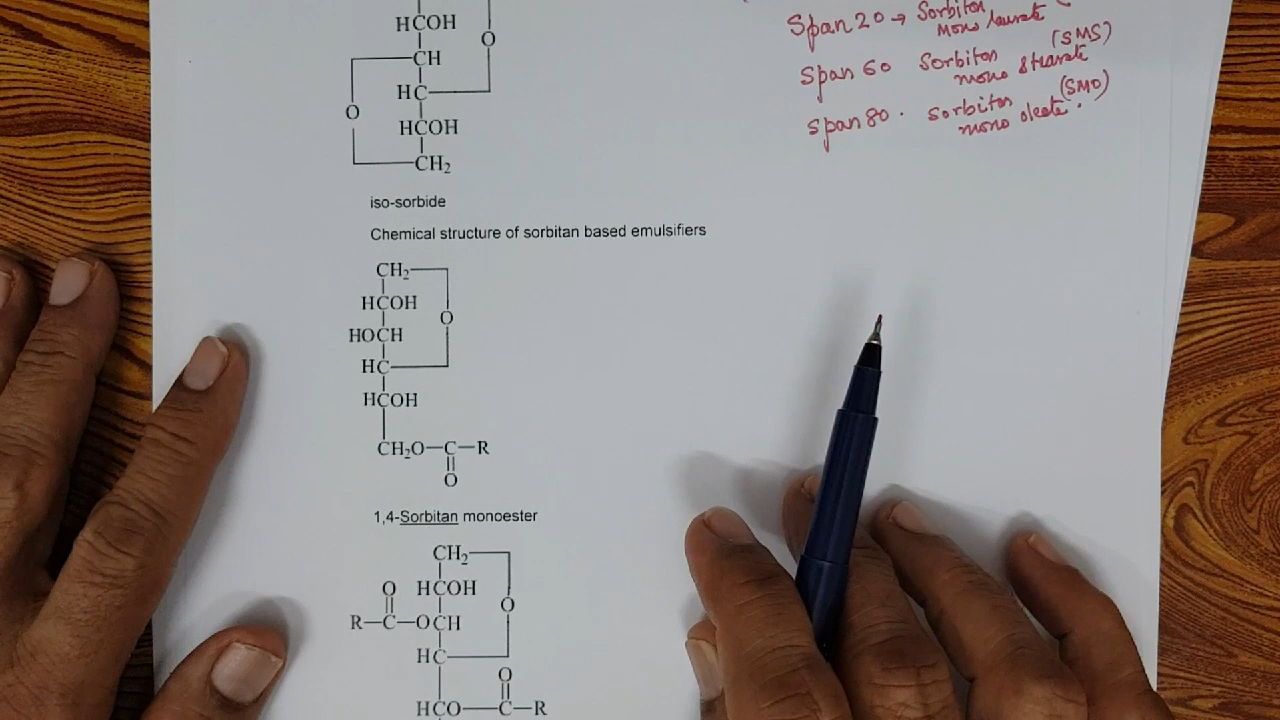 HCOH
O
CH
HC
O
HCOH
CH₂
iso-sorbide
Chemical structure of sorbitan based emulsifiers
CH₂
HCOH
O
HOCH
HC
HCOH
CH₂O—C—R
O
1,4-Sorbitan monoester
CH₂
O HCOH
O
R—C—OCH
HC
O
HCO—C—R
Span 20 → Sorbitan
mono laurate (
Span 60 Sorbitan (SMS)
mono stearate
Span 80. sorbitan (SMO)
mono oleate.